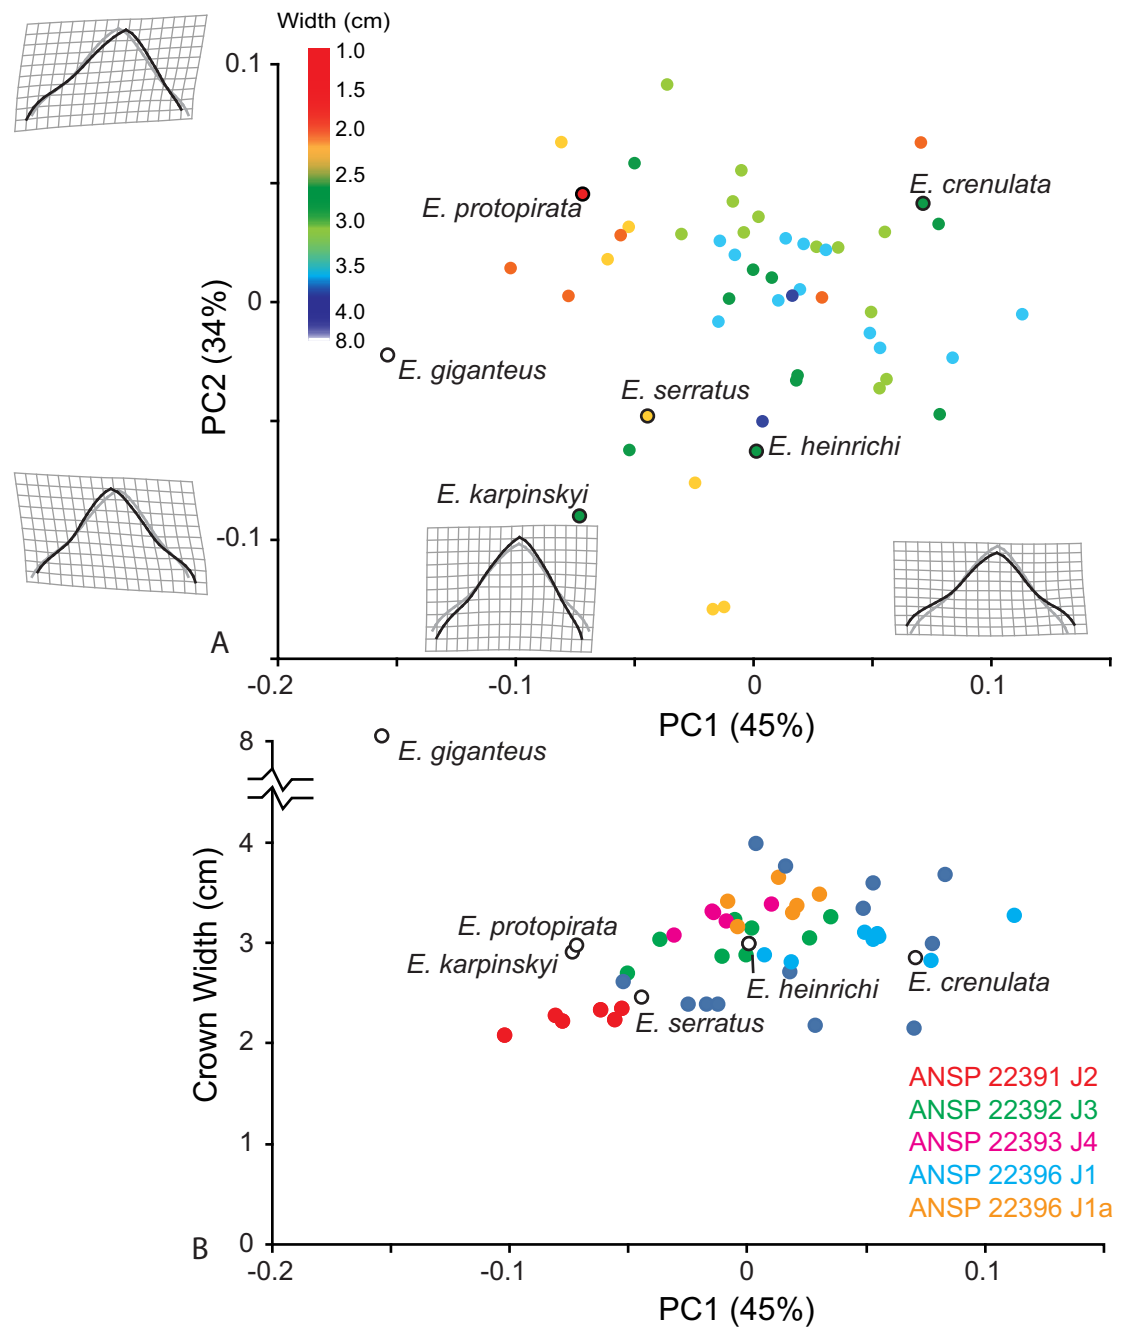 Width (cm)
1.0
1.5
2.0
2.5
3.0
3.5
4.0
8.0
0.1
0
-0.1
PC2 (34%)
E. protopirata
E. crenulata
E. giganteus
E. serratus
E. heinrichi
E. karpinskyi
A
-0.2
-0.1
0
0.1
PC1 (45%)
8
4
3
2
1
0
Crown Width (cm)
E. giganteus
E. protopirata
E. karpinskyi
E. heinrichi
E. crenulata
E. serratus
ANSP 22391 J2
ANSP 22392 J3
ANSP 22393 J4
ANSP 22396 J1
ANSP 22396 J1a
B
-0.2
-0.1
0
0.1
PC1 (45%)